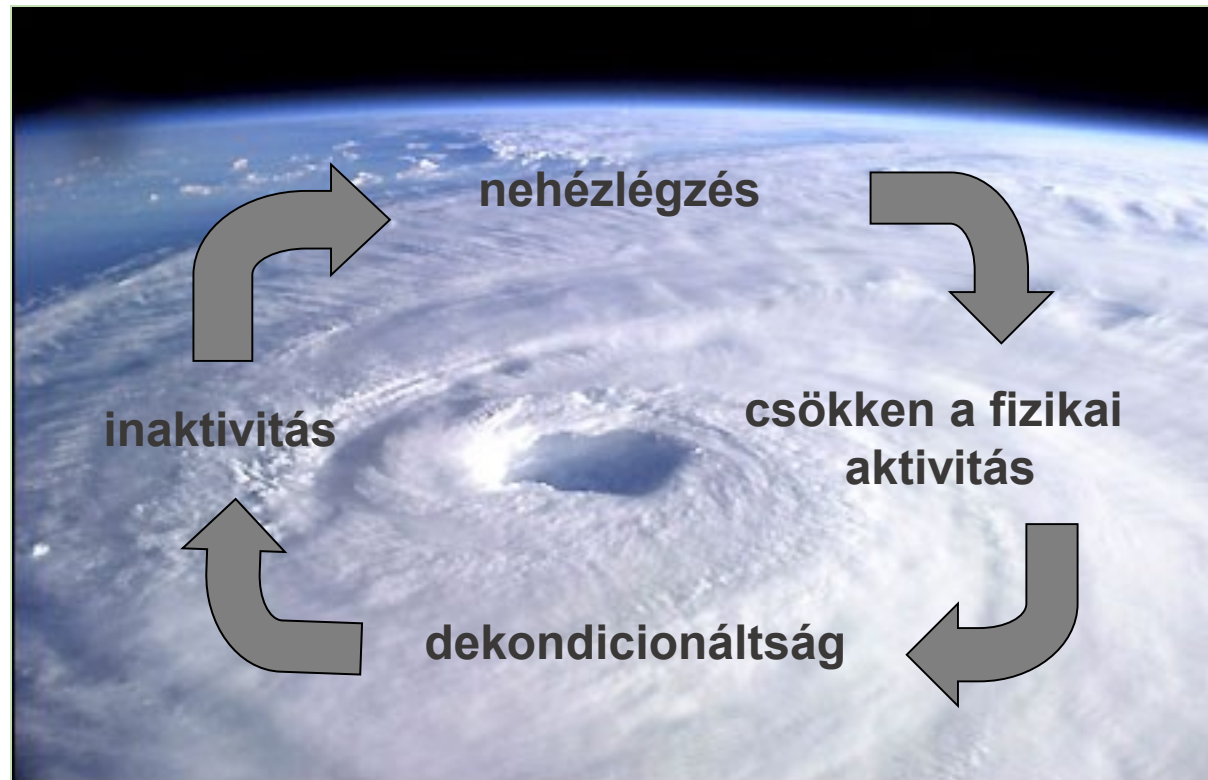 nehézlégzés
csökken a fizikai
aktivitás
dekondicionáltság
inaktivitás